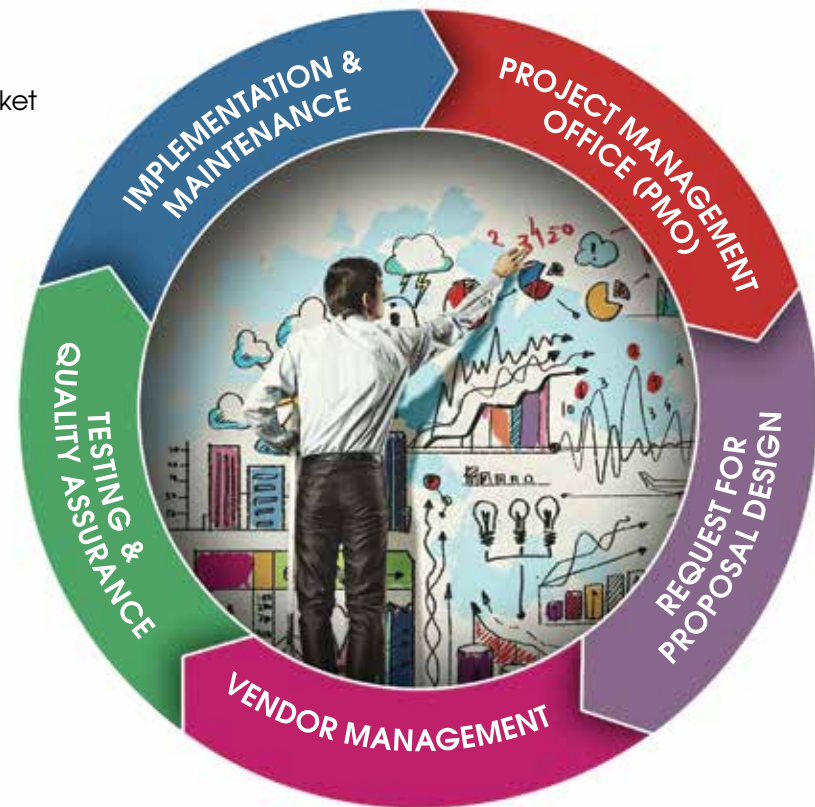 ket
IMPLEMENTATION &
MAINTENANCE
PROJECT MANAGEMENT
OFFICE (PMO)
REQUEST FOR
PROPOSAL DESIGN
VENDOR MANAGEMENT
TESTING &
QUALITY ASSURANCE